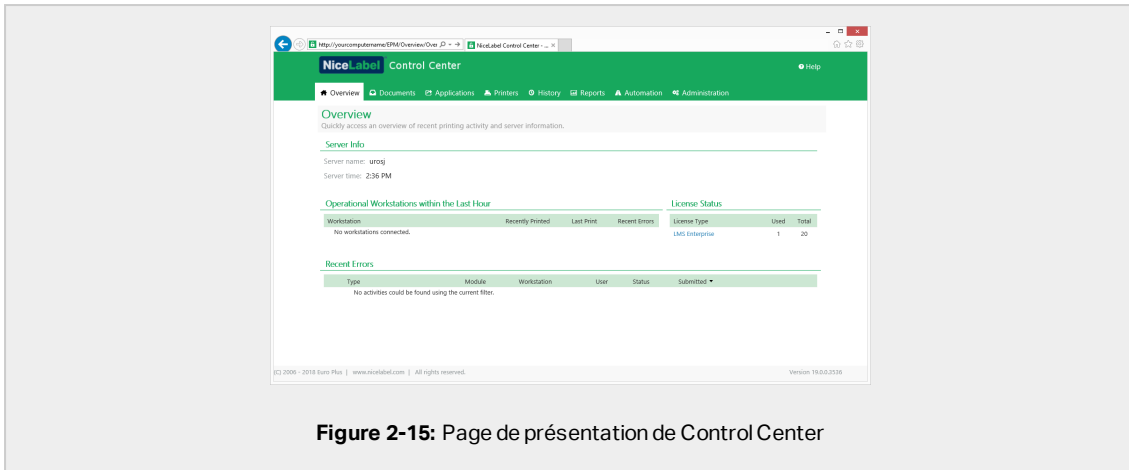 http://yourcomputername/EPM/Overview/Over
NiceLabel Control Center - ...
NiceLabel Control Center
Help
Overview Documents Applications Printers History Reports Automation Administration
Overview
Quickly access an overview of recent printing activity and server information.
Server Info
Server name: urosj
Server time: 2:36 PM
Operational Workstations within the Last Hour
License Status
Workstation Recently Printed Last Print Recent Errors
License Type Used Total
No workstations connected.
LMS Enterprise 1 20
Recent Errors
Type Module Workstation User Status Submitted
No activities could be found using the current filter.
(C) 2006 - 2018 Euro Plus | www.nicelabel.com | All rights reserved.
Version 19.0.0.2536
Figure 2-15: Page de présentation de Control Center